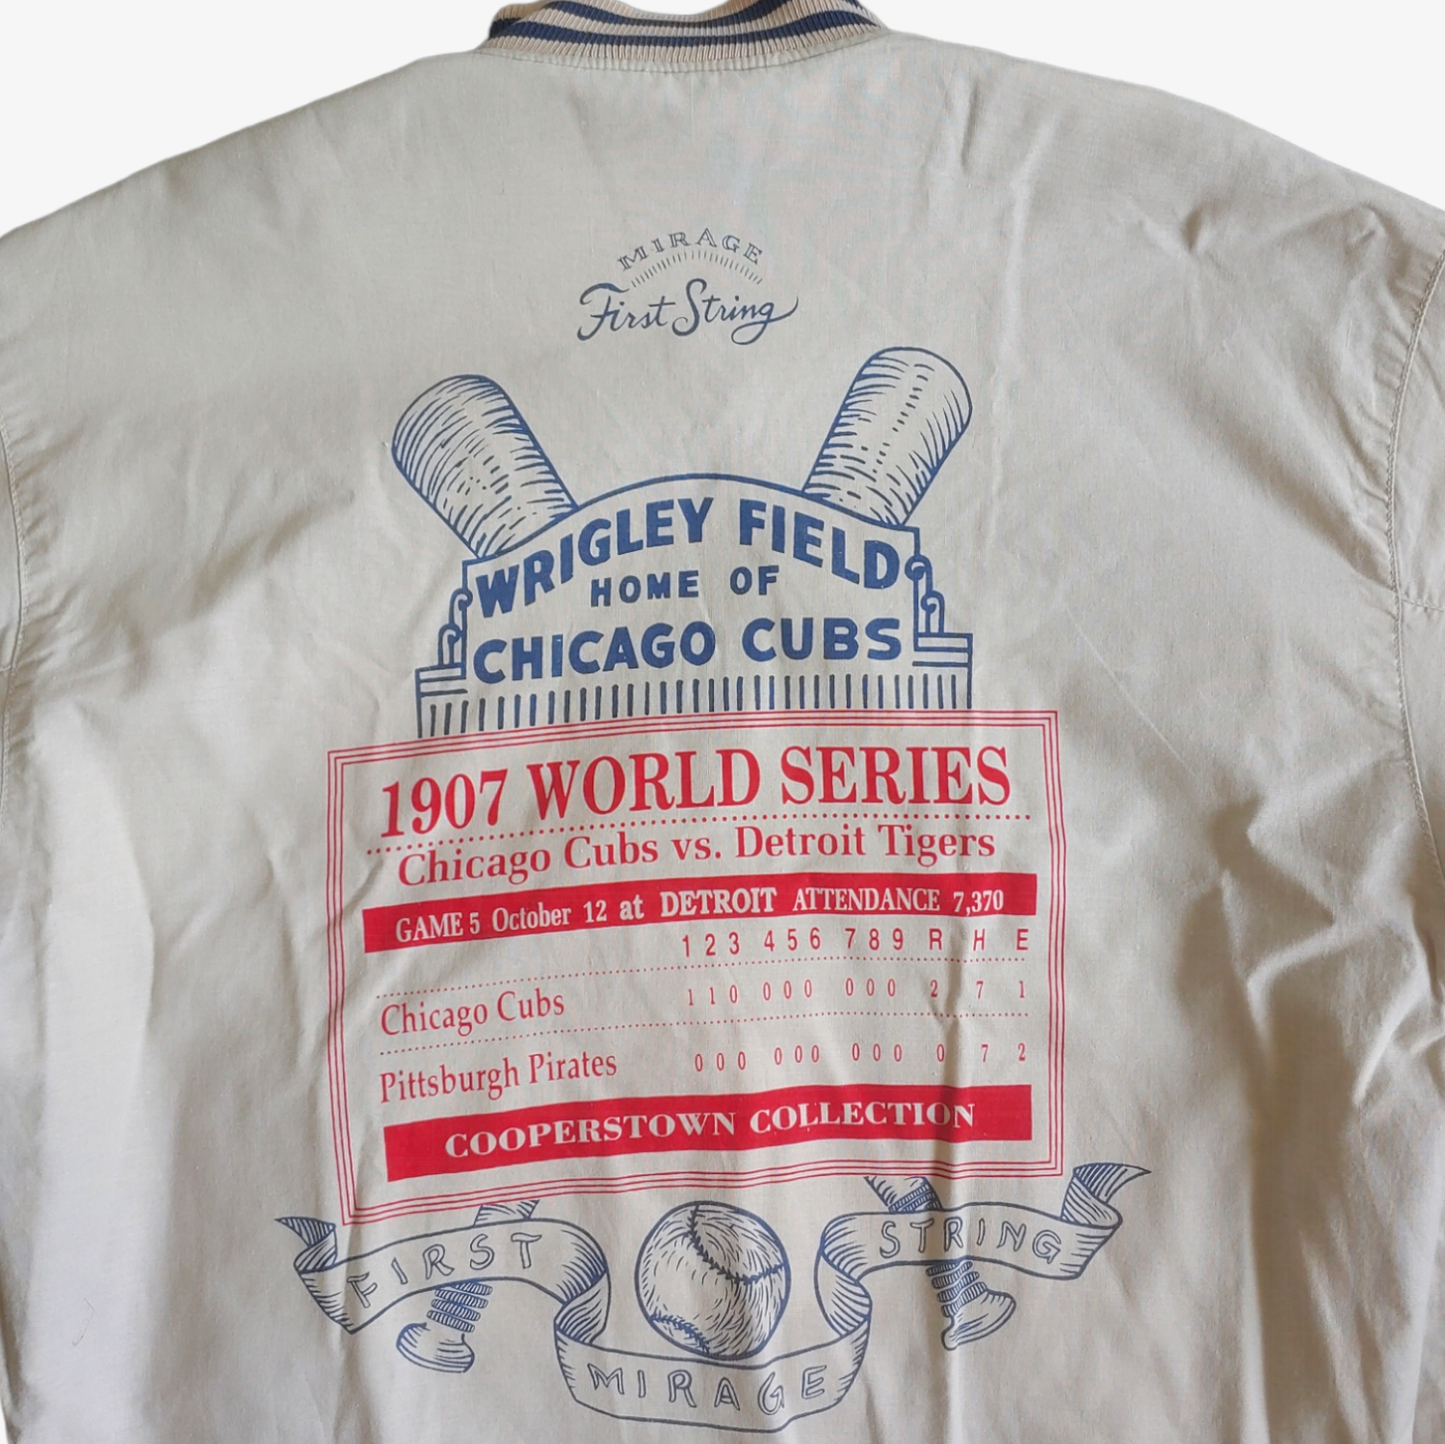 MIRAGE
First String
WRIGLEY FIELD
HOME OF
CHICAGO CUBS
1907 WORLD SERIES
Chicago Cubs vs. Detroit Tigers
GAME 5 October 12 at DETROIT ATTENDANCE 7,370
1 2 3 4 5 6 7 8 9 R H E
Chicago Cubs 1 1 0 0 0 0 0 0 0 2 7 1
Pittsburgh Pirates 0 0 0 0 0 0 0 0 0 0 7 2
COOPERSTOWN COLLECTION
FIRST STRING
MIRAGE